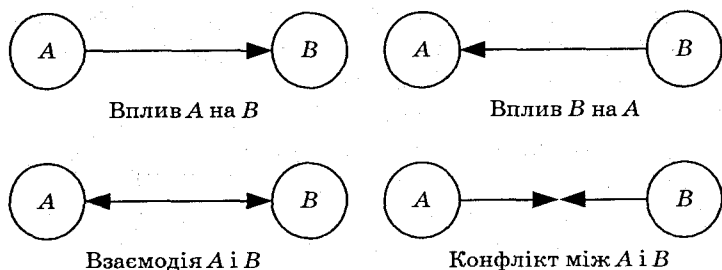 A B A B
Вплив A на B Вплив B на A
A B A B
Взаємодія A і B Конфлікт між A і B